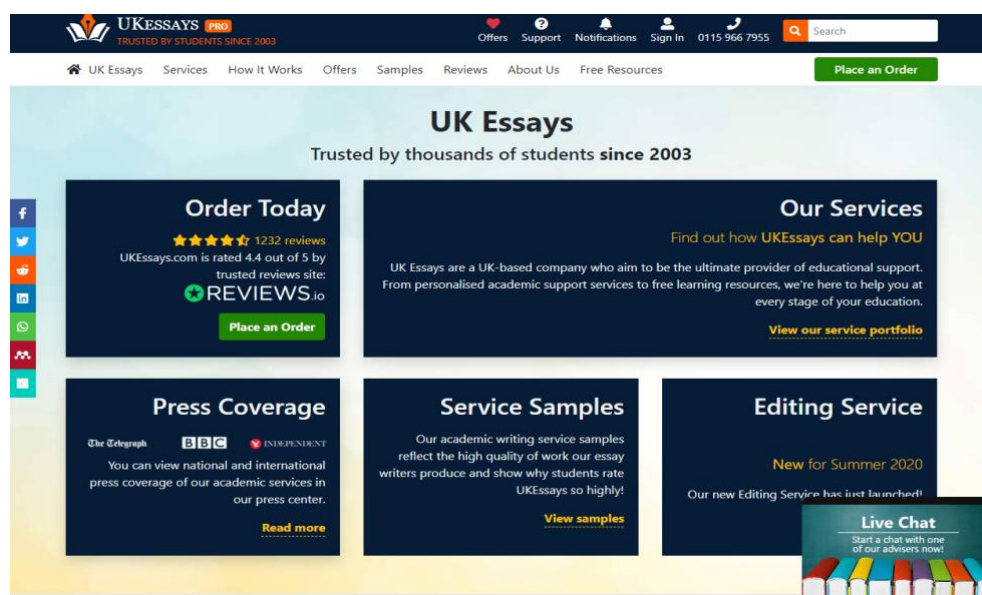 UKESSAYS PRO
TRUSTED BY STUDENTS SINCE 2003
Offers Support Notifications Sign In 0115 966 7955 Search
UK Essays Services How It Works Offers Samples Reviews About Us Free Resources Place an Order
UK Essays
Trusted by thousands of students since 2003
Order Today
1232 reviews
UKEssays.com is rated 4.4 out of 5 by
trusted reviews site:
REVIEWS.io
Place an Order
Our Services
Find out how UKEssays can help YOU
UK Essays are a UK-based company who aim to be the ultimate provider of educational support.
From personalised academic support services to free learning resources, we're here to help you at
every stage of your education.
View our service portfolio
Press Coverage
The Telegraph BBC INDEPENDENT
You can view national and international
press coverage of our academic services in
our press center.
Read more
Service Samples
Our academic writing service samples
reflect the high quality of work our essay
writers produce and show why students rate
UKEssays so highly!
View samples
Editing Service
New for Summer 2020
Our new Editing Service has just launched!
Live Chat
Start a chat with one
of our advisers now!